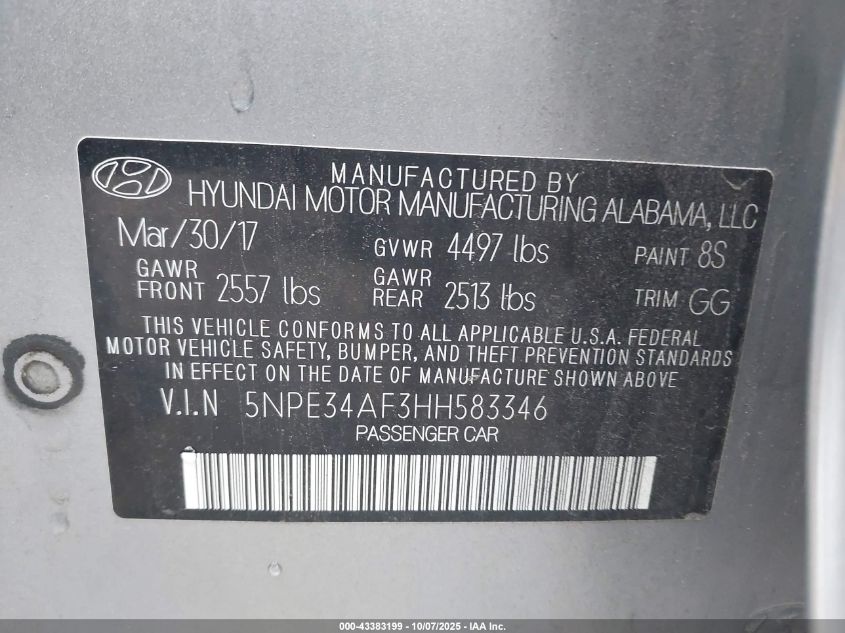 MANUFACTURED BY
HYUNDAI MOTOR MANUFACTURING ALABAMA, LLC
Mar/30/17 GVWR 4497 lbs PAINT 8S
GAWR FRONT 2557 lbs GAWR REAR 2513 lbs TRIM GG
THIS VEHICLE CONFORMS TO ALL APPLICABLE U.S.A. FEDERAL
MOTOR VEHICLE SAFETY, BUMPER, AND THEFT PREVENTION STANDARDS
IN EFFECT ON THE DATE OF MANUFACTURE SHOWN ABOVE
V.I.N 5NPE34AF3HH583346
PASSENGER CAR
000-43383199 - 10/07/2025 - IAA Inc.